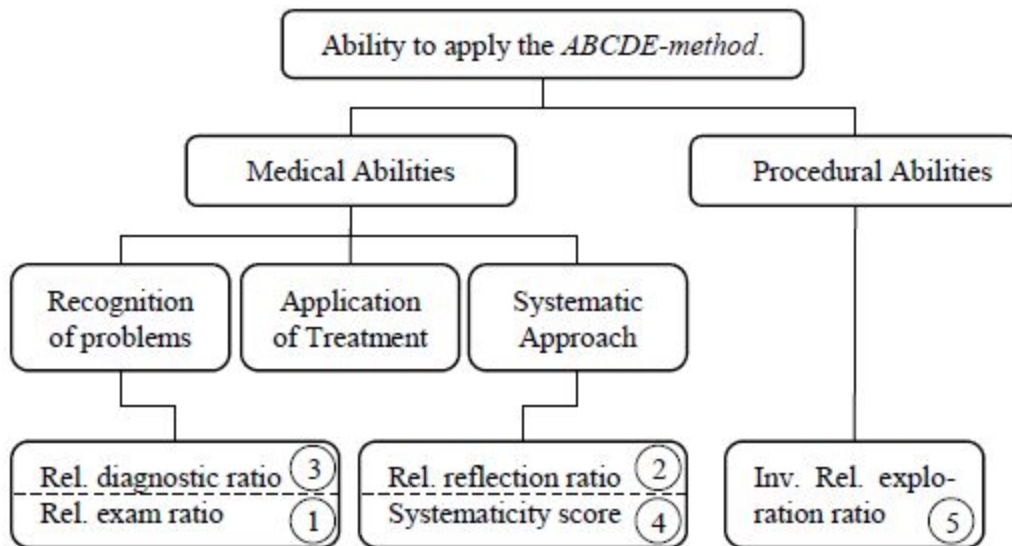 Ability to apply the ABCDE-method.
Medical Abilities
Procedural Abilities
Recognition
of problems
Application
of Treatment
Systematic
Approach
Rel. diagnostic ratio 3
Rel. exam ratio 1
Rel. reflection ratio 2
Systematicity score 4
Inv. Rel. explo-
ration ratio 5